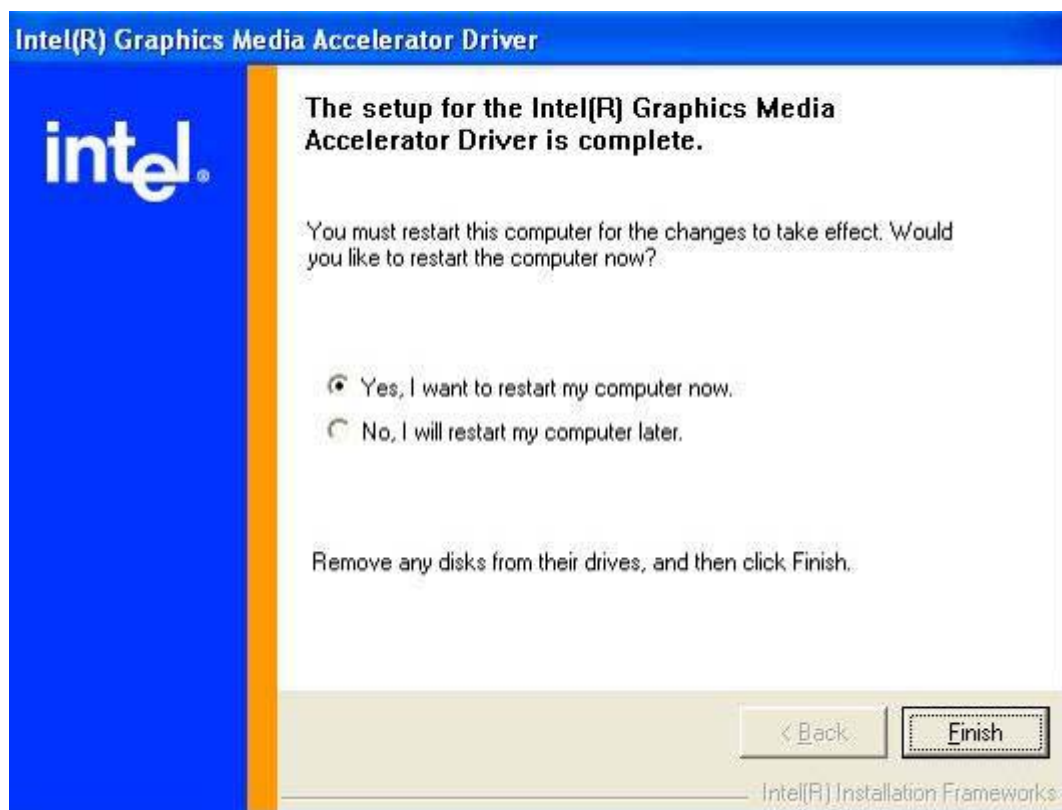 Intel(R) Graphics Media Accelerator Driver
intel®
The setup for the Intel(R) Graphics Media
Accelerator Driver is complete.
You must restart this computer for the changes to take effect. Would
you like to restart the computer now?
Yes, I want to restart my computer now.
No, I will restart my computer later.
Remove any disks from their drives, and then click Finish.
< Back
Finish
Intel(R) Installation Frameworks